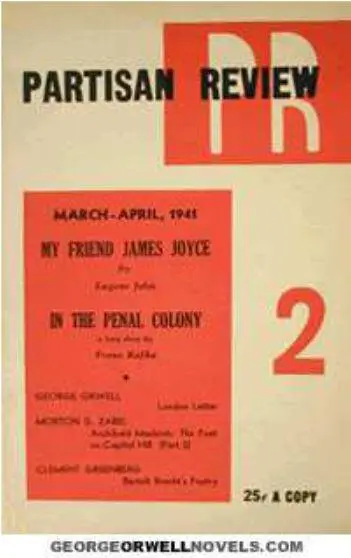 PR
PARTISAN REVIEW
MARCH-APRIL, 1941
MY FRIEND JAMES JOYCE
By
Eugene Jolas
IN THE PENAL COLONY
a long story by
Franz Kafka
GEORGE ORWELL
London Letter
MORTON D. ZABEL
Archibald MacLeish: The Poet
on Capitol Hill (Part 2)
CLEMENT GREENBERG
Bertolt Brecht's Poetry
2
25¢ A COPY
GEORGEORWELLNOVELS.COM